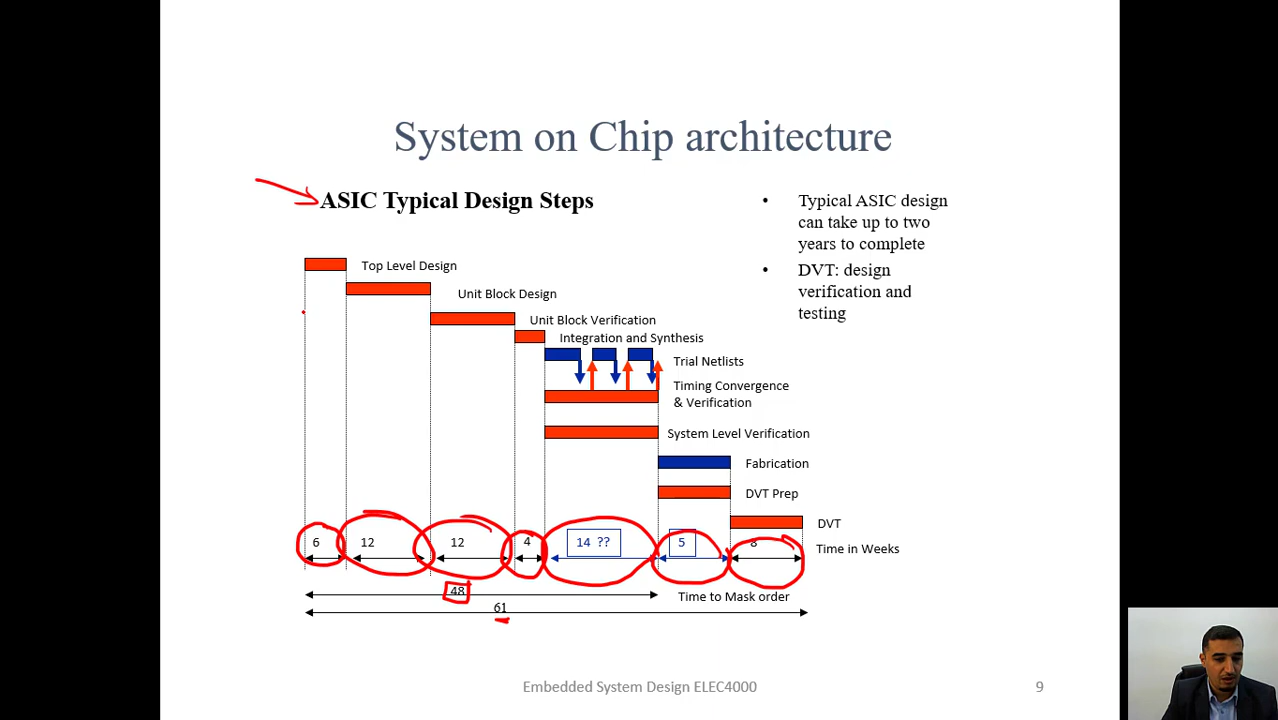 System on Chip architecture
ASIC Typical Design Steps
• Typical ASIC design
can take up to two
years to complete
• DVT: design
verification and
testing
Top Level Design
Unit Block Design
Unit Block Verification
Integration and Synthesis
Trial Netlists
Timing Convergence
& Verification
System Level Verification
Fabrication
DVT Prep
DVT
6 12 12 4 14 ?? 5 8 Time in Weeks
48 Time to Mask order
61
Embedded System Design ELEC4000 9